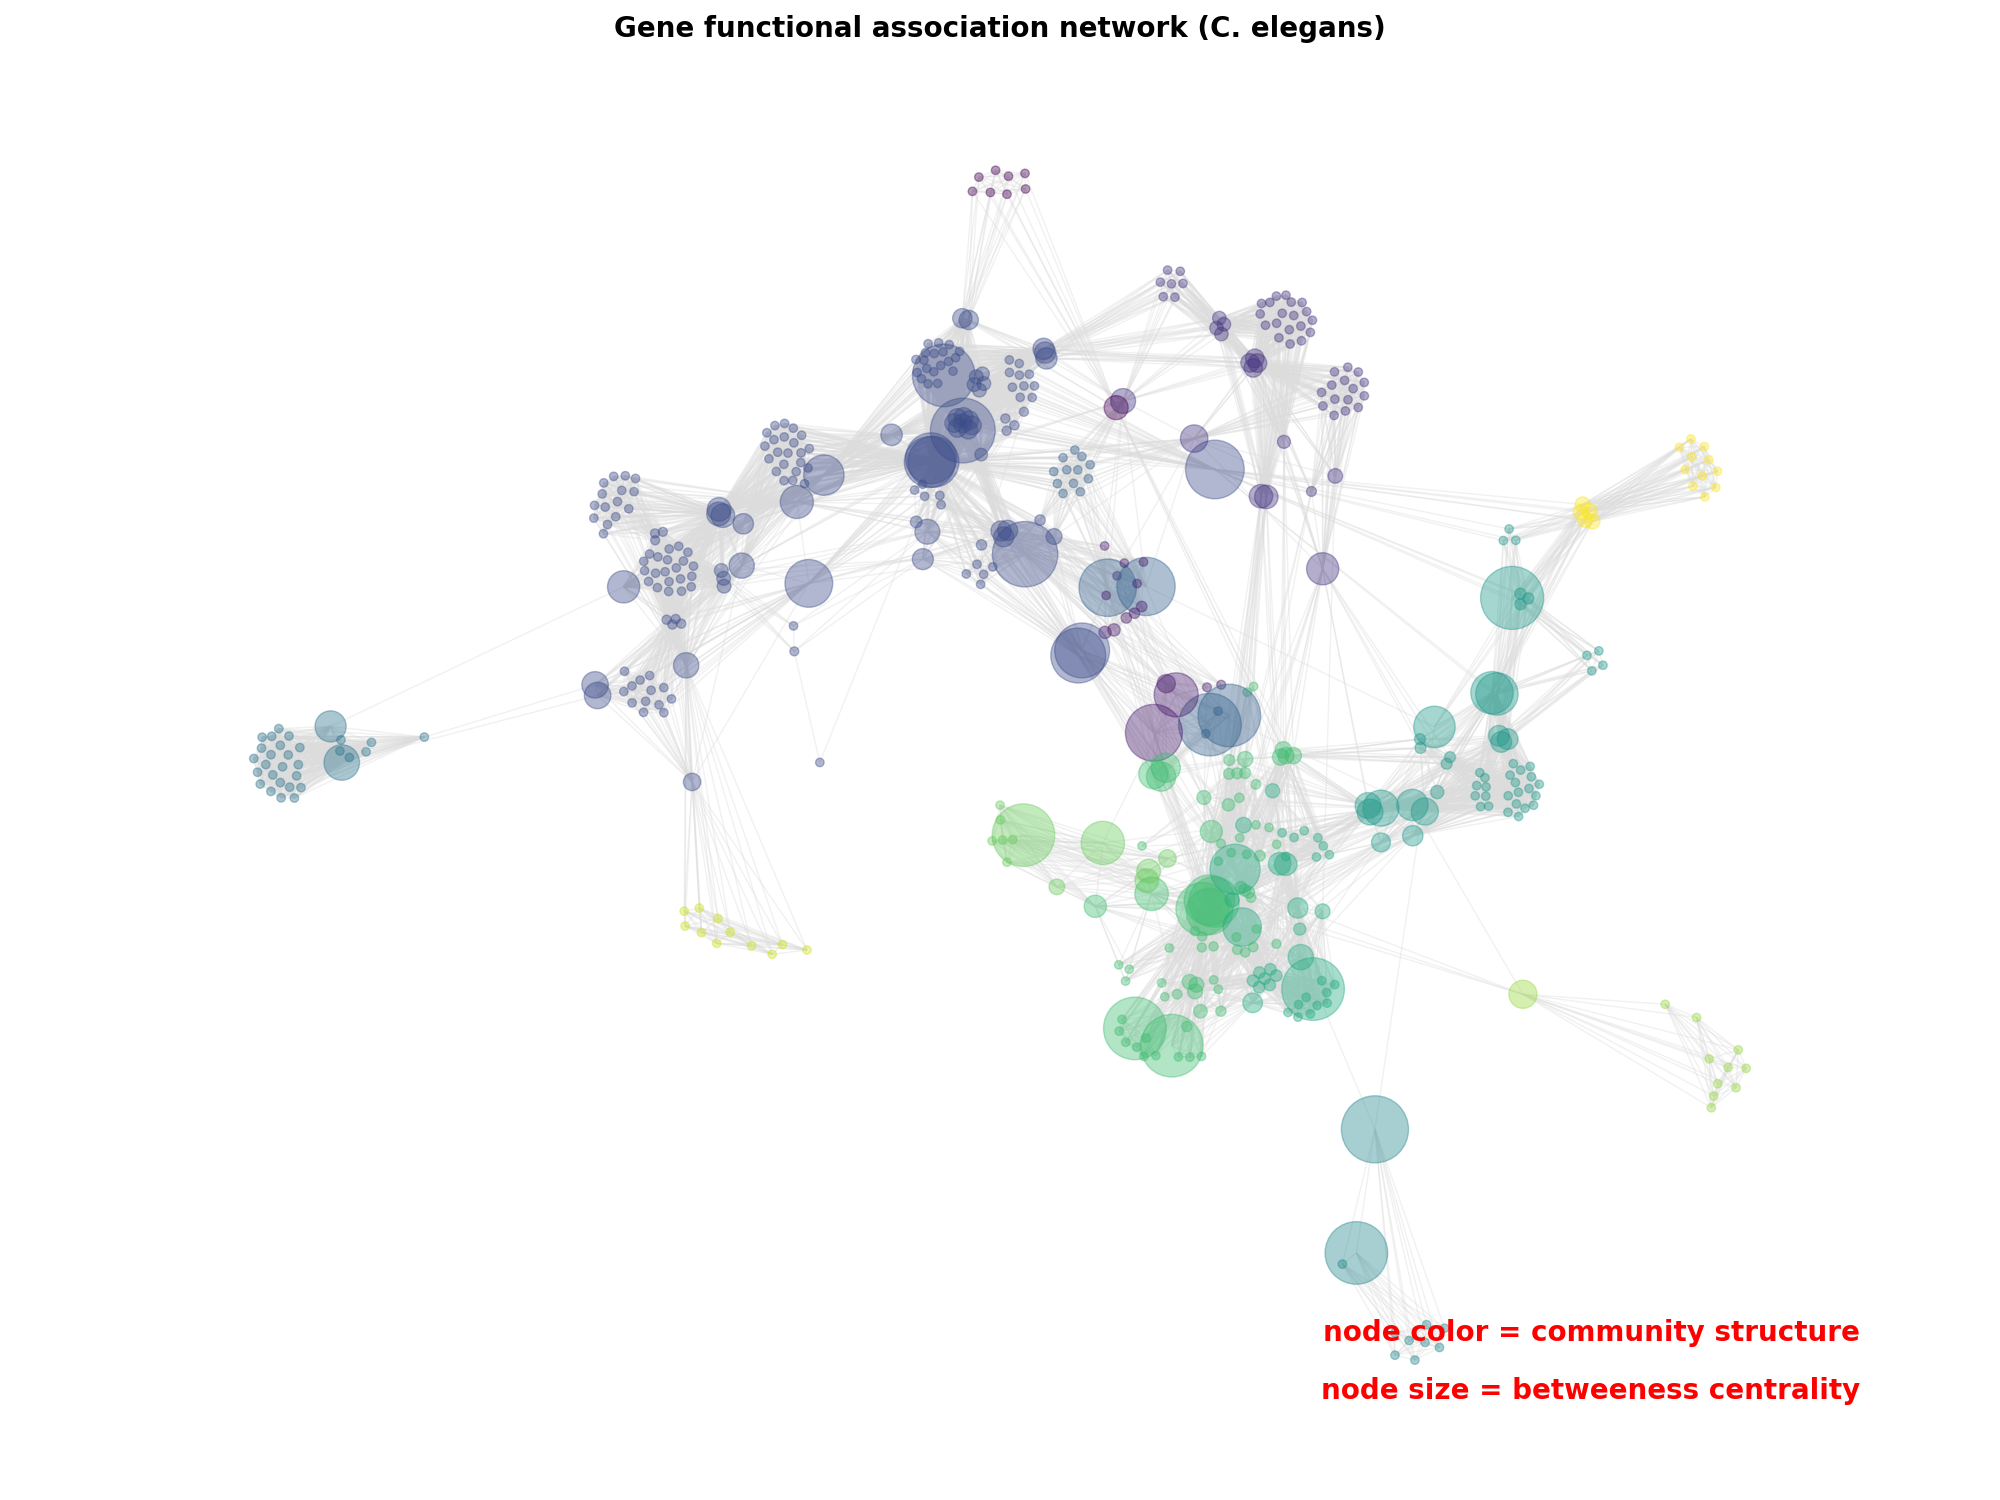 Gene functional association network (C. elegans)
node color = community structure
node size = betweeness centrality